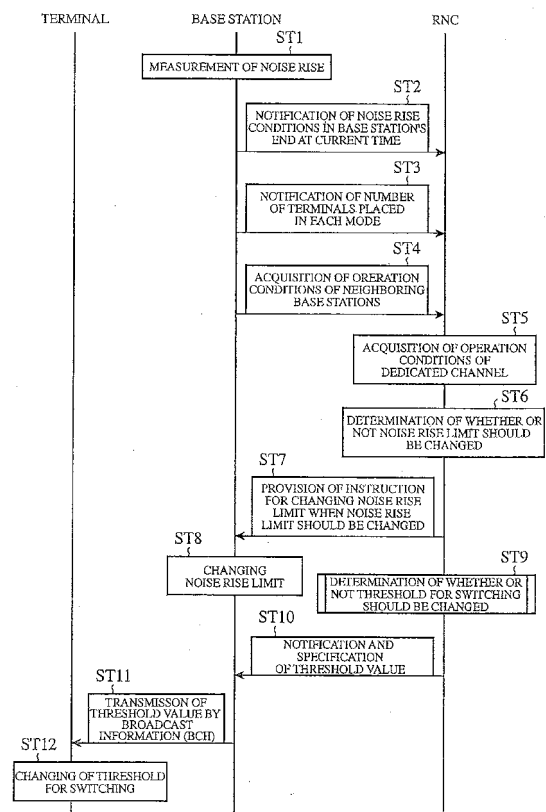 TERMINAL
BASE STATION
RNC
ST1
MEASUREMENT OF NOISE RISE
ST2
NOTIFICATION OF NOISE RISE
CONDITIONS IN BASE STATION'S
END AT CURRENT TIME
ST3
NOTIFICATION OF NUMBER
OF TERMINALS PLACED
IN EACH MODE
ST4
ACQUISITION OF ORERATION
CONDITIONS OF NEIGHBORING
BASE STATIONS
ST5
ACQUISITION OF OPERATION
CONDITIONS OF
DEDICATED CHANNEL
ST6
DETERMINATION OF WHETHER OR
NOT NOISE RISE LIMIT SHOULD
BE CHANGED
ST7
PROVISION OF INSTRUCTION
FOR CHANGING NOISE RISE
LIMIT WHEN NOISE RISE
LIMIT SHOULD BE CHANGED
ST8
CHANGING
NOISE RISE LIMIT
ST9
DETERMINATION OF WHETHER OR
NOT THRESHOLD FOR SWITCHING
SHOULD BE CHANGED
ST10
NOTIFICATION AND
SPECIFICATION
OF THRESHOLD VALUE
ST11
TRANSMISSON OF
THRESHOLD VALUE BY
BROADCAST
INFORMATION (BCH)
ST12
CHANGING OF THRESHOLD
FOR SWITCHING